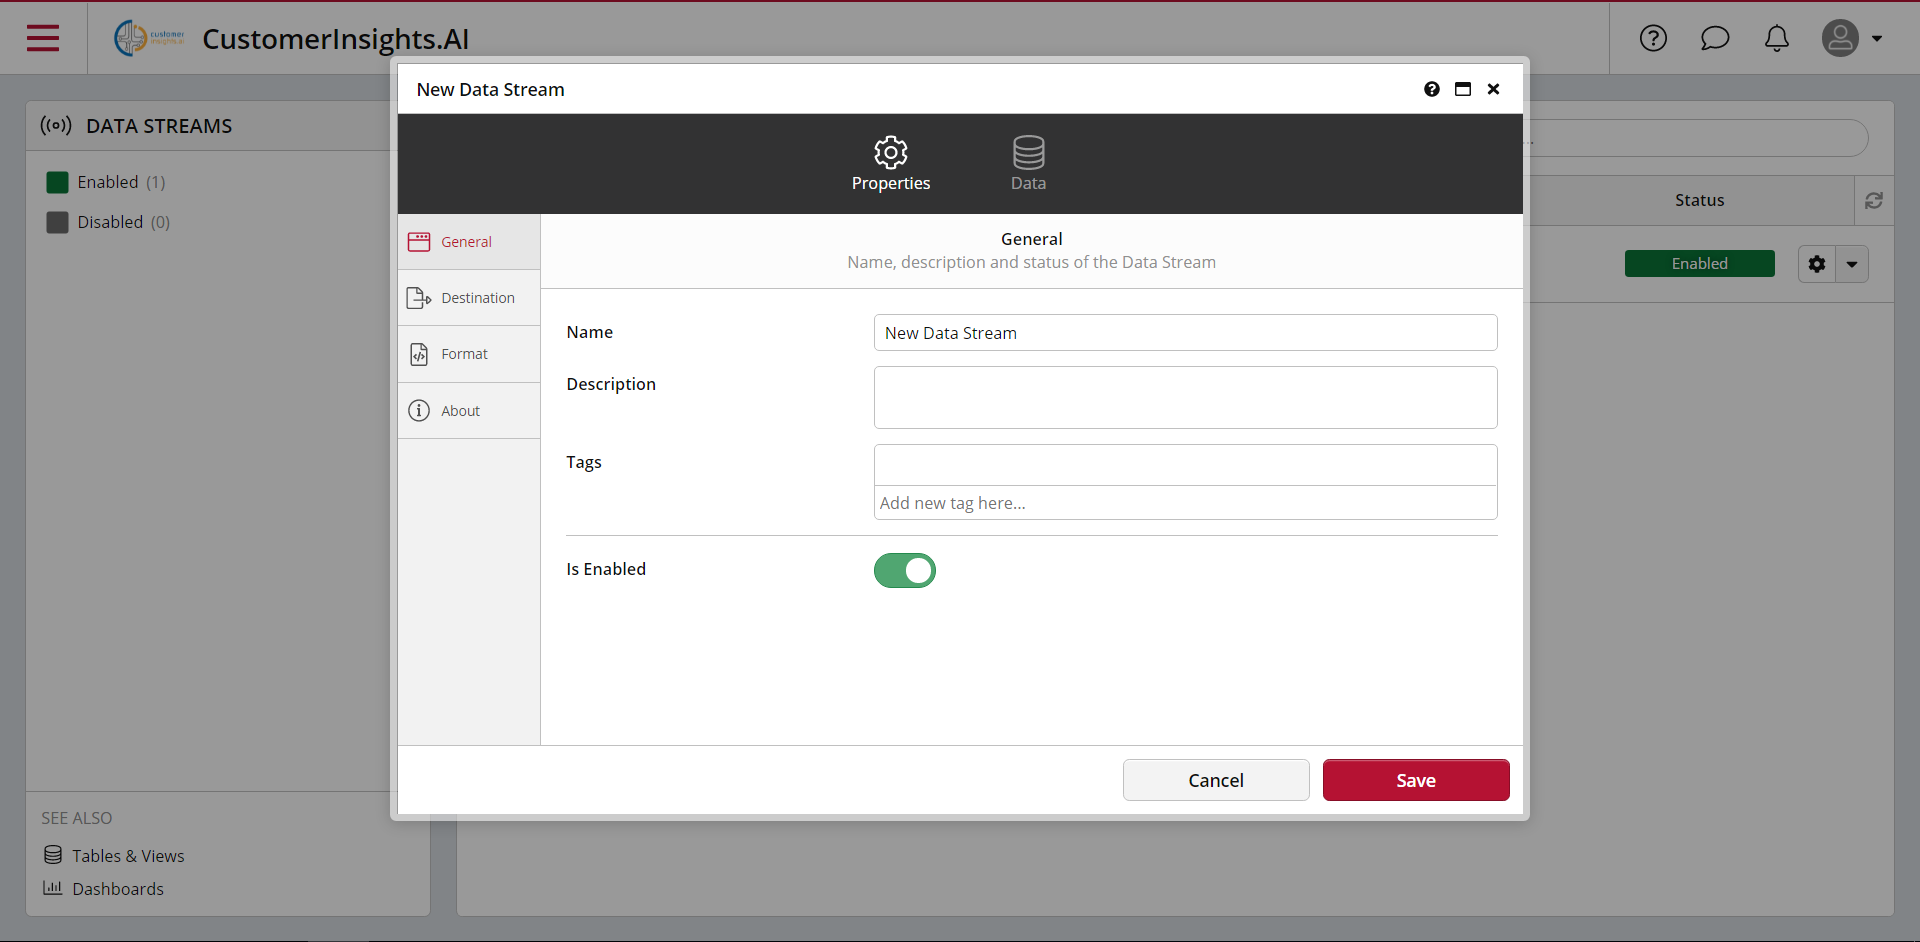 customer
insights.ai
CustomerInsights.AI
New Data Stream
DATA STREAMS
Enabled (1)
Disabled (0)
Properties
Data
...
Status
General
Destination
Format
About
General
Name, description and status of the Data Stream
Enabled
Name
New Data Stream
Description
Tags
Add new tag here...
Is Enabled
Cancel
Save
SEE ALSO
Tables & Views
Dashboards